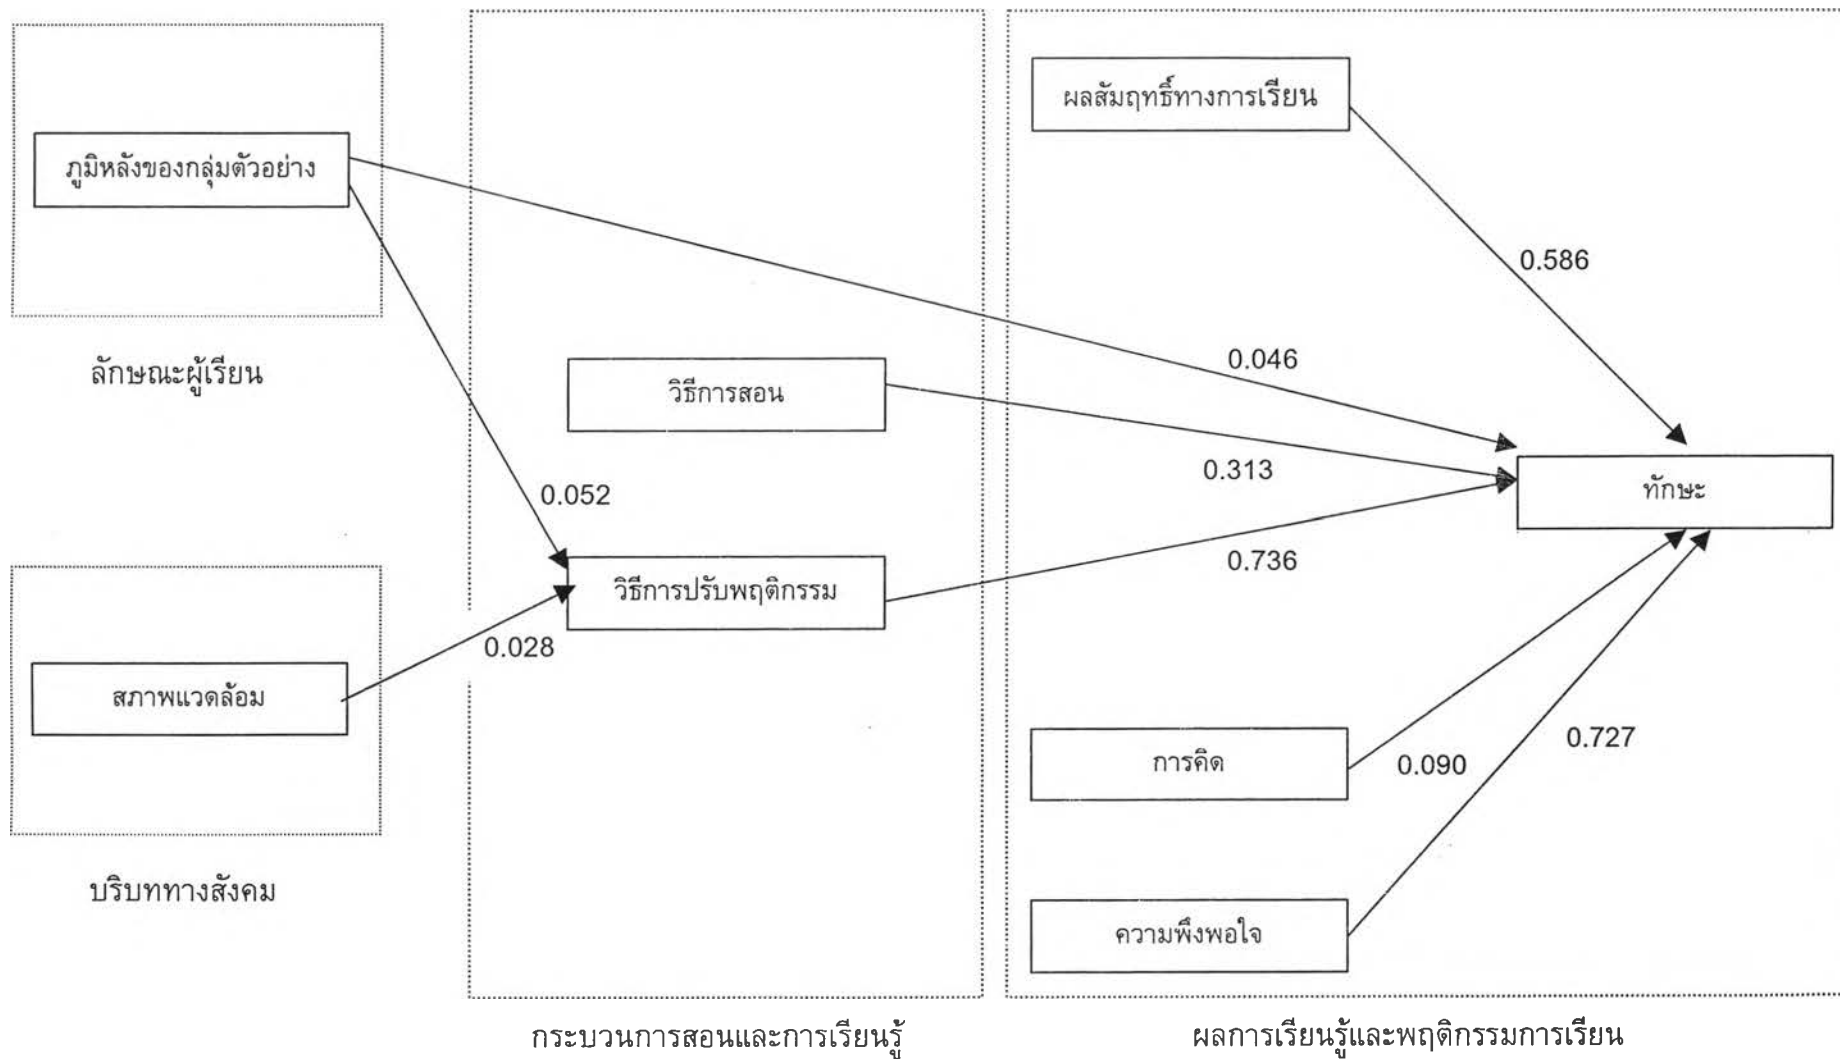 ผลสัมฤทธิ์ทางการเรียน
ภูมิหลังของกลุ่มตัวอย่าง
0.586
ลักษณะผู้เรียน
0.046
วิธีการสอน
0.313
ทักษะ
0.052
วิธีการปรับพฤติกรรม
0.736
0.028
สภาพแวดล้อม
การคิด
0.090
0.727
บริบททางสังคม
ความพึงพอใจ
กระบวนการสอนและการเรียนรู้
ผลการเรียนรู้และพฤติกรรมการเรียน